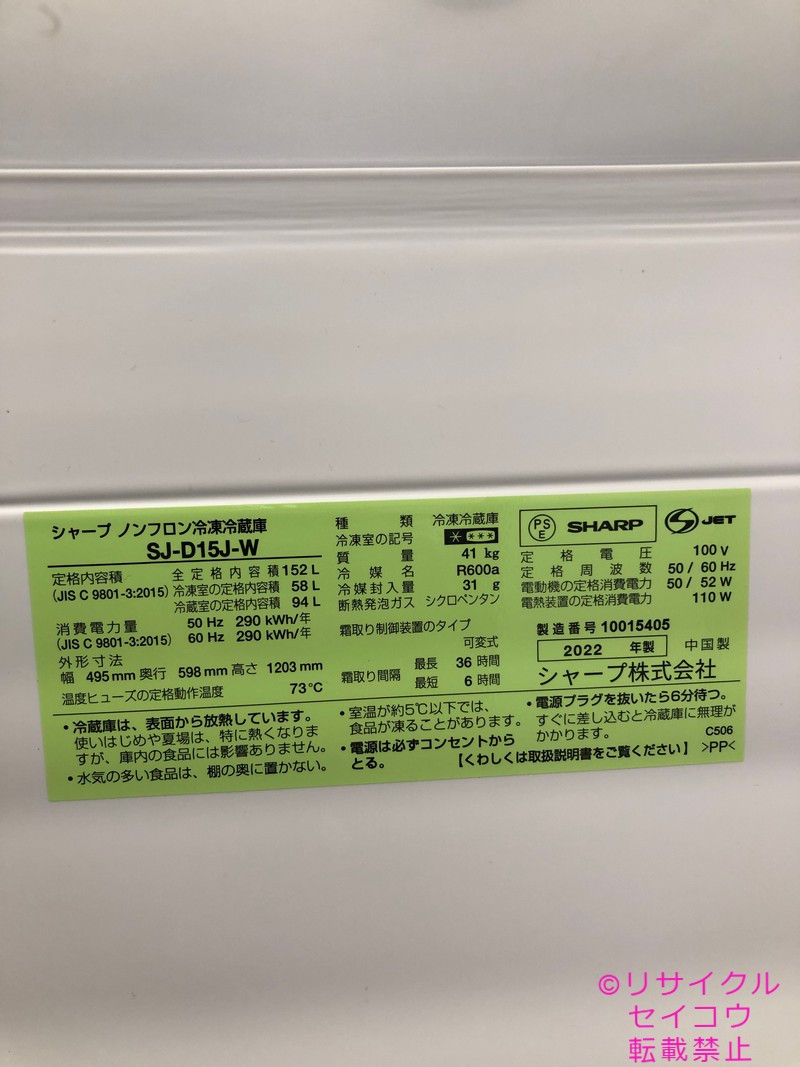 シャープ ノンフロン冷凍冷蔵庫
SJ-D15J-W
定格内容積
(JIS C 9801-3:2015)
全定格内容積 152 L
冷凍室の定格内容積 58 L
冷蔵室の定格内容積 94 L
消費電力量
(JIS C 9801-3:2015)
50 Hz 290 kWh/年
60 Hz 290 kWh/年
外形寸法
幅 495 mm 奥行 598 mm 高さ 1203 mm
温度ヒューズの定格動作温度 73℃
種類 冷凍冷蔵庫
冷凍室の記号 * ***
質量 41 kg
冷媒名 R600a
冷媒封入量 31 g
断熱発泡ガス シクロペンタン
霜取り制御装置のタイプ
可変式
霜取り間隔
最長 36 時間
最短 6 時間
PS
E
SHARP
JET
定格電圧 100 V
定格周波数 50 / 60 Hz
電動機の定格消費電力 50 / 52 W
電熱装置の定格消費電力 110 W
製造番号 10015405
2022 年製
中国製
シャープ株式会社
・冷蔵庫は、表面から放熱しています。
使いはじめや夏場は、特に熱くなりま
すが、庫内の食品には影響ありません。
・水気の多い食品は、棚の奥に置かない。
・室温が約5℃以下では、
食品が凍ることがあります。
・電源は必ずコンセントから
とる。
・電源プラグを抜いたら6分待つ。
すぐに差し込むと冷蔵庫に無理が
かかります。
C506
【くわしくは取扱説明書をご覧ください】 >PP<
©リサイクル
セイコウ
転載禁止